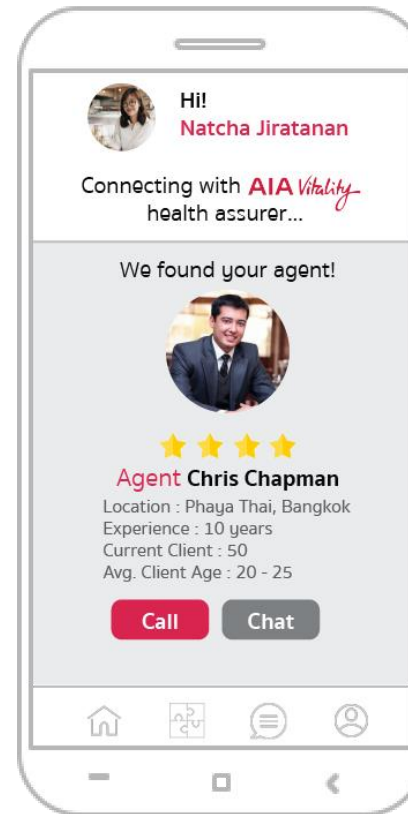 Hi!
Natcha Jiratanan
Connecting with AIA Vitality
health assurer...
We found your agent!
Agent Chris Chapman
Location : Phaya Thai, Bangkok
Experience : 10 years
Current Client : 50
Avg. Client Age : 20 - 25
Call Chat